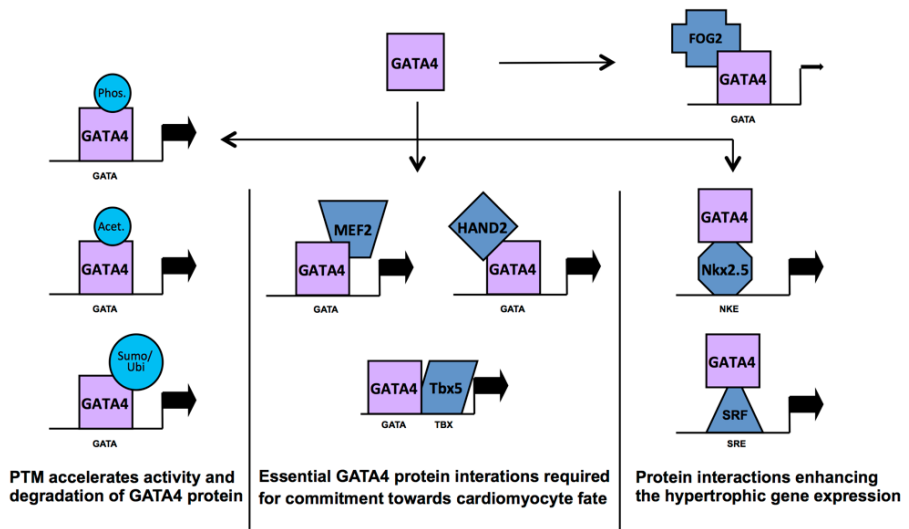 FOG2
GATA4
GATA4
GATA
Phos.
GATA4
GATA
Acet.
GATA4
GATA
Sumo/
Ubi
GATA4
GATA
PTM accelerates activity and
degradation of GATA4 protein
MEF2
GATA4
GATA
HAND2
GATA4
GATA
GATA4
Tbx5
GATA
TBX
Essential GATA4 protein interations required
for commitment towards cardiomyocyte fate
GATA4
Nkx2.5
NKE
GATA4
SRF
SRE
Protein interactions enhancing
the hypertrophic gene expression